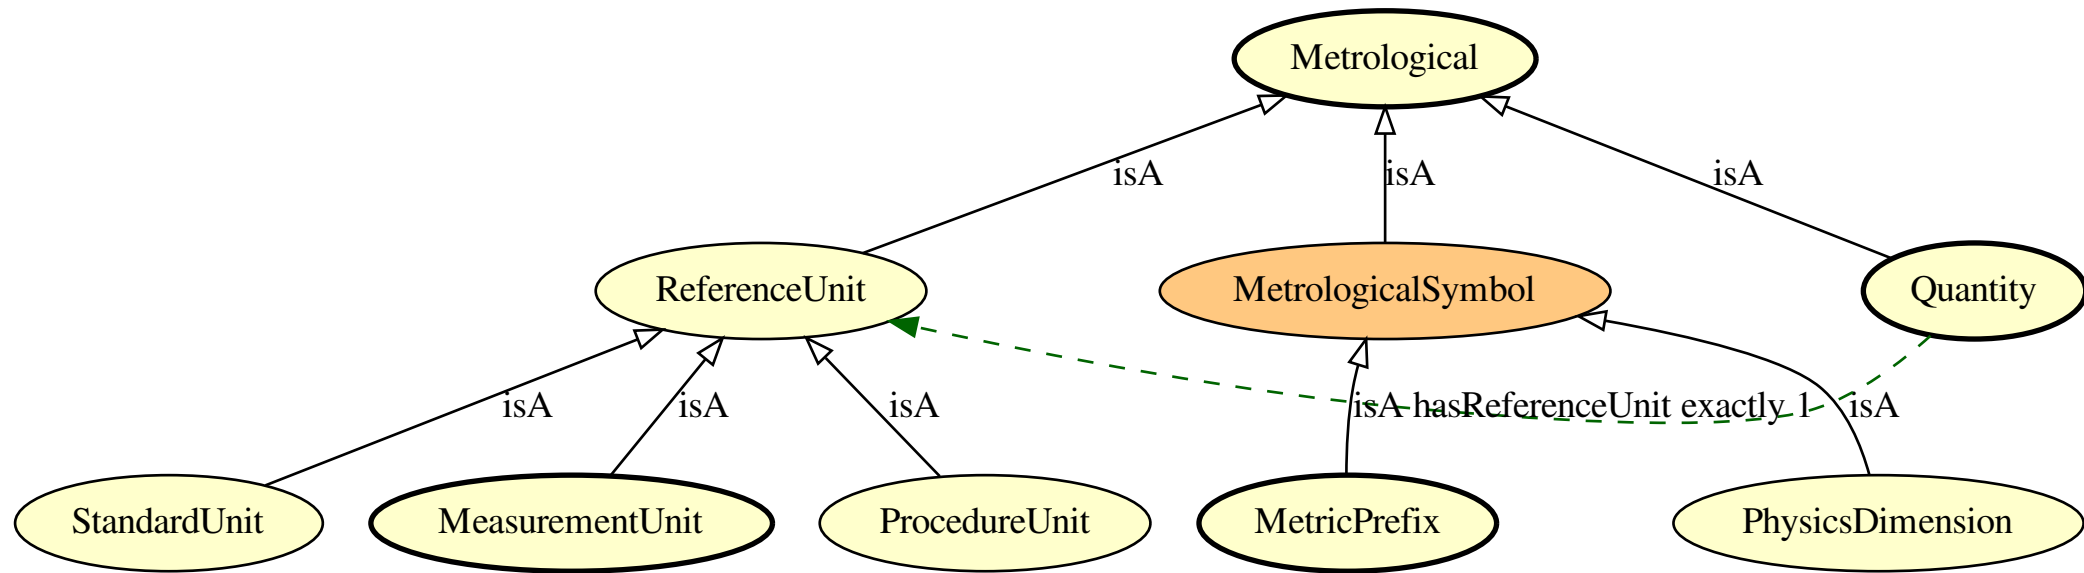 Metrological
isA
isA
isA
ReferenceUnit
MetrologicalSymbol
Quantity
isA
isA
isA
isA
hasReferenceUnit exactly 1
isA
StandardUnit
MeasurementUnit
ProcedureUnit
MetricPrefix
PhysicsDimension